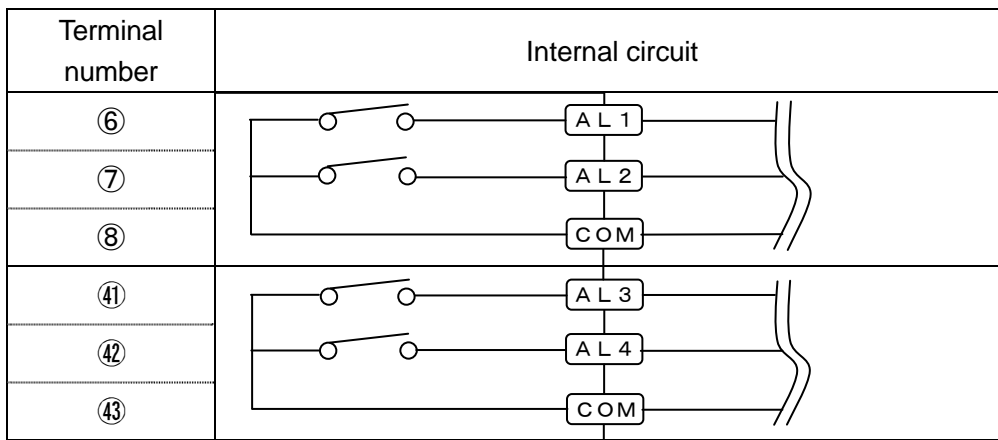 Terminal number
Internal circuit
⑥ AL1
⑦ AL2
⑧ COM
㊶ AL3
㊷ AL4
㊸ COM